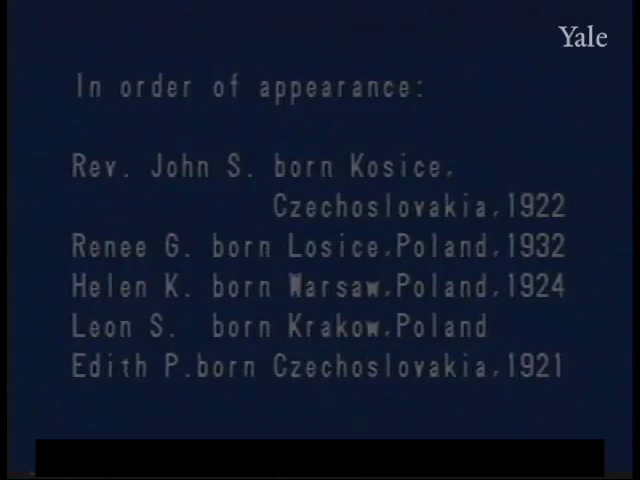 Yale
In order of appearance:
Rev. John S. born Kosice,
Czechoslovakia,1922
Renee G. born Losice,Poland,1932
Helen K. born Warsaw,Poland,1924
Leon S. born Krakow,Poland
Edith P.born Czechoslovakia,1921